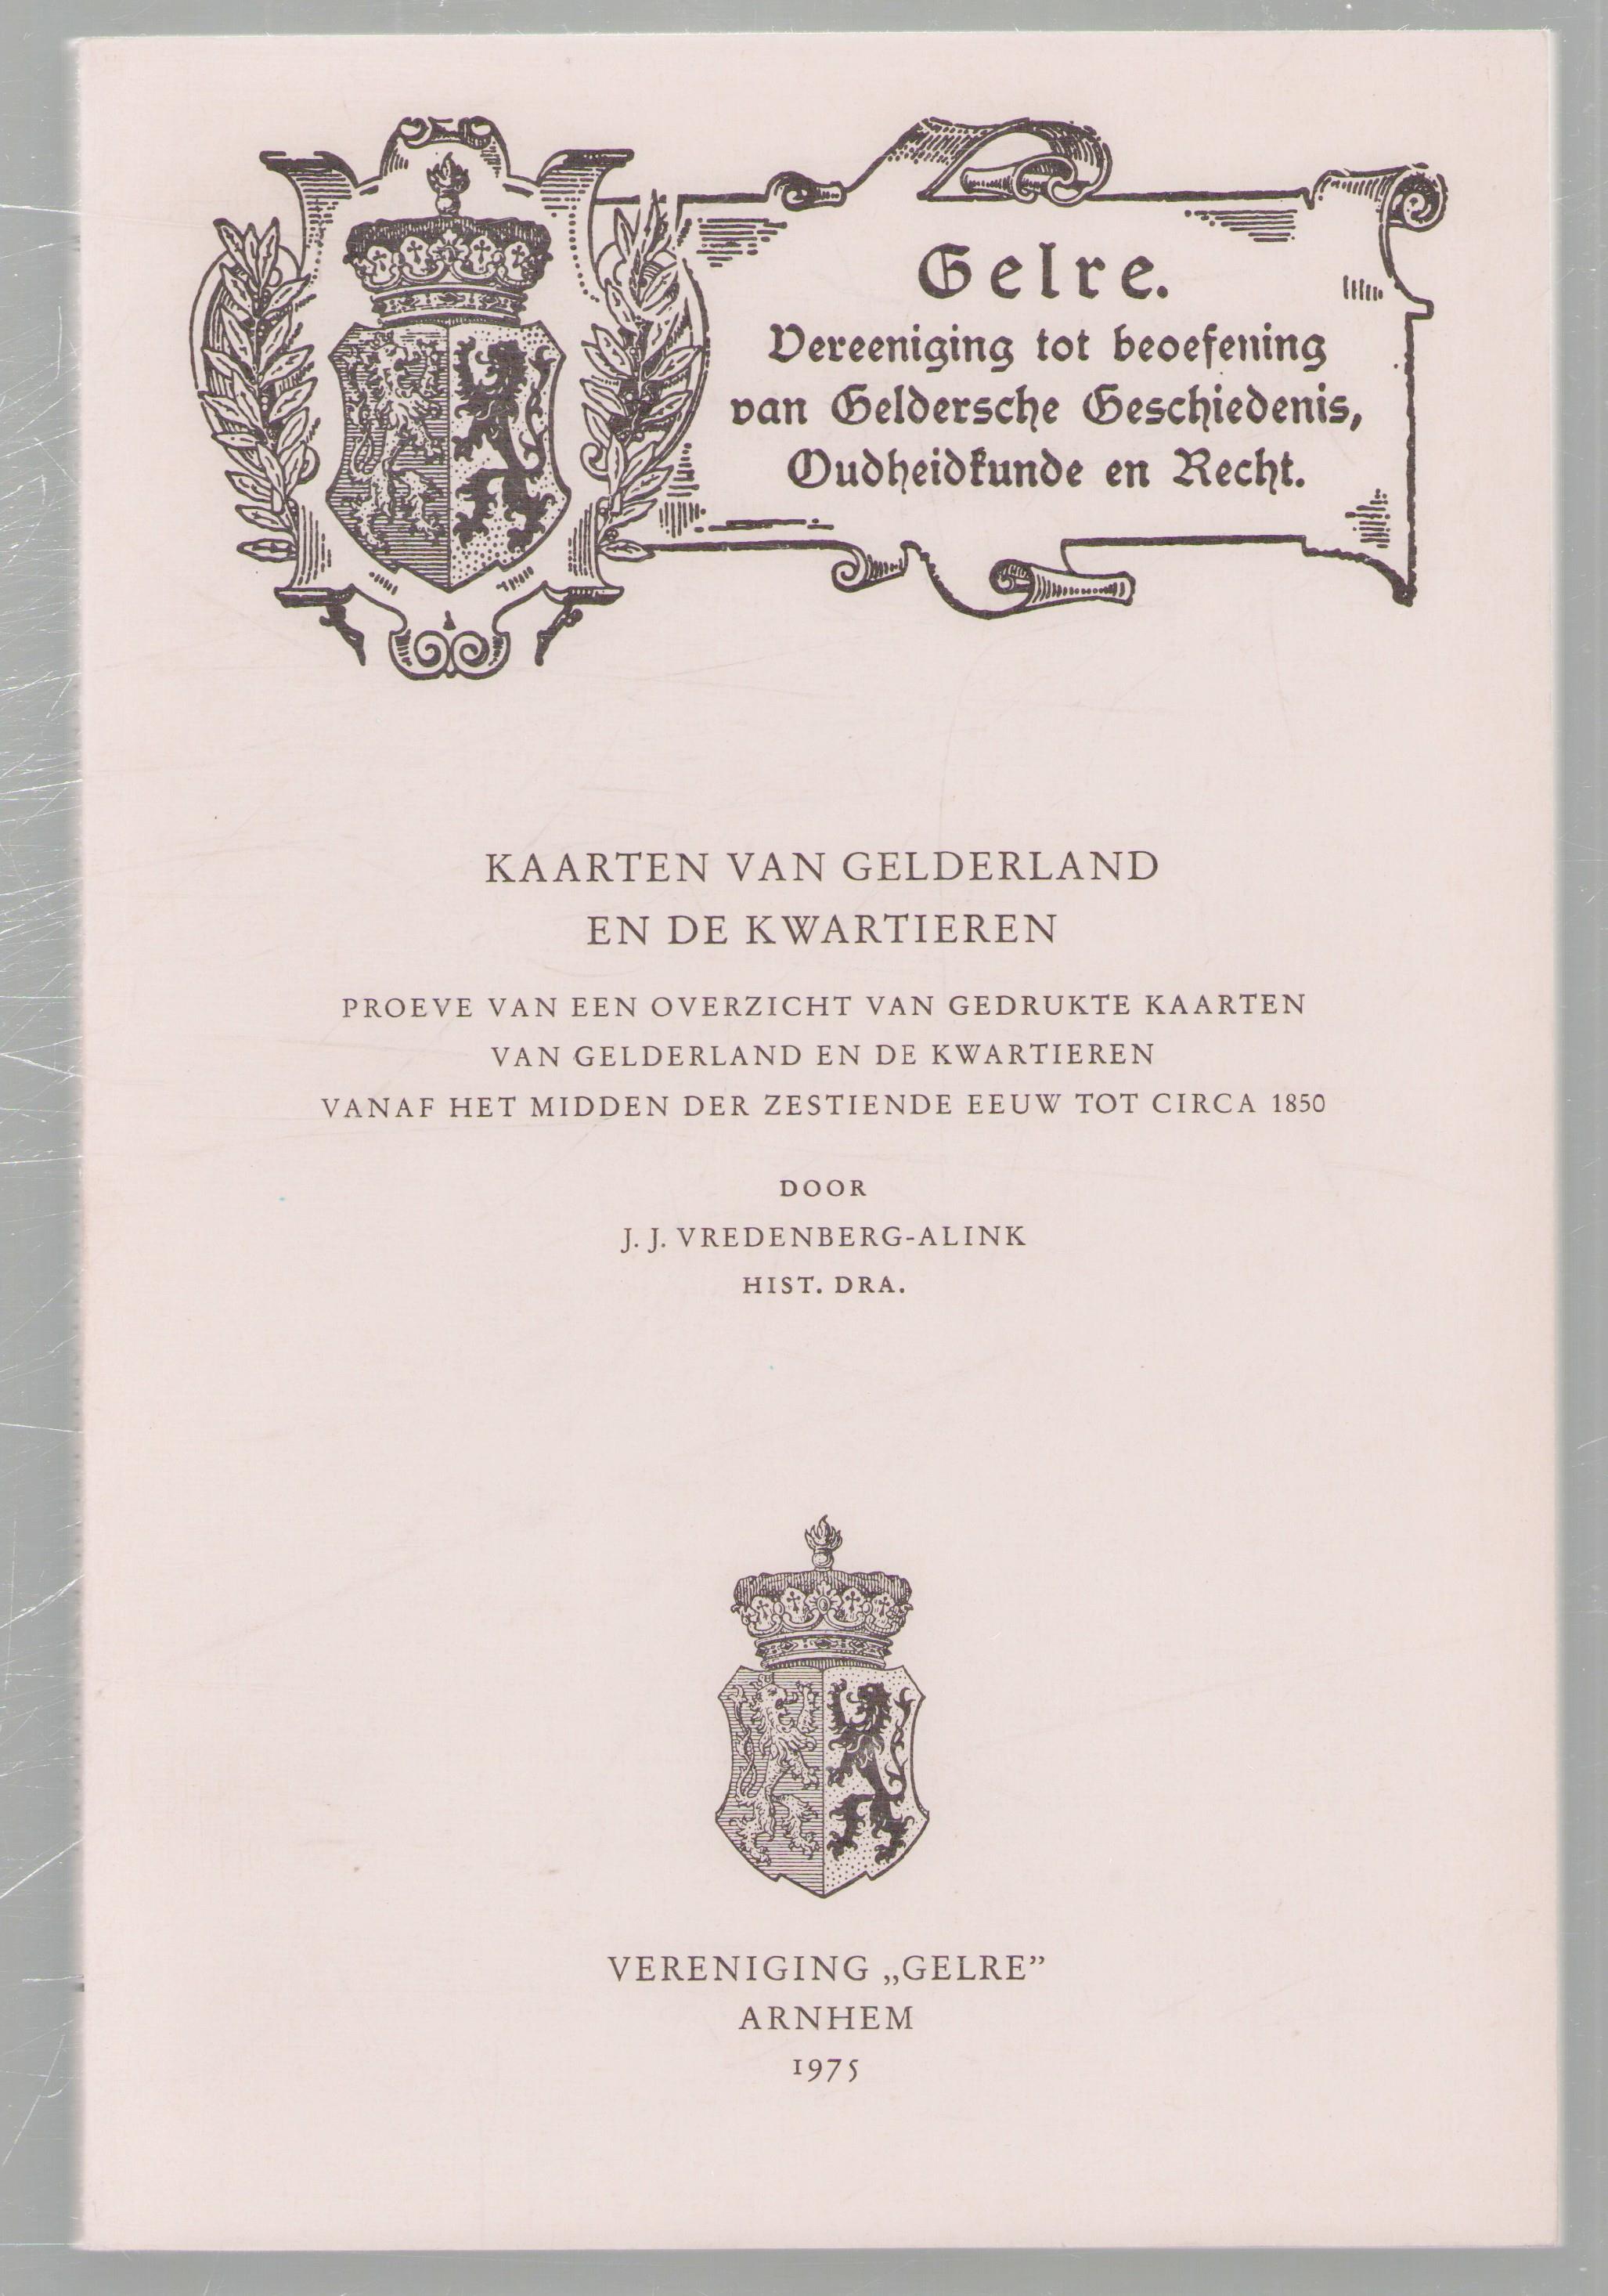 Gelre.
Vereeniging tot beoefening
van Geldersche Geschiedenis,
Oudheidkunde en Recht.
KAARTEN VAN GELDERLAND
EN DE KWARTIEREN
PROEVE VAN EEN OVERZICHT VAN GEDRUKTE KAARTEN
VAN GELDERLAND EN DE KWARTIEREN
VANAF HET MIDDEN DER ZESTIENDE EEUW TOT CIRCA 1850
DOOR
J. J. VREDENBERG-ALINK
HIST. DRA.
VERENIGING „GELRE”
ARNHEM
1975